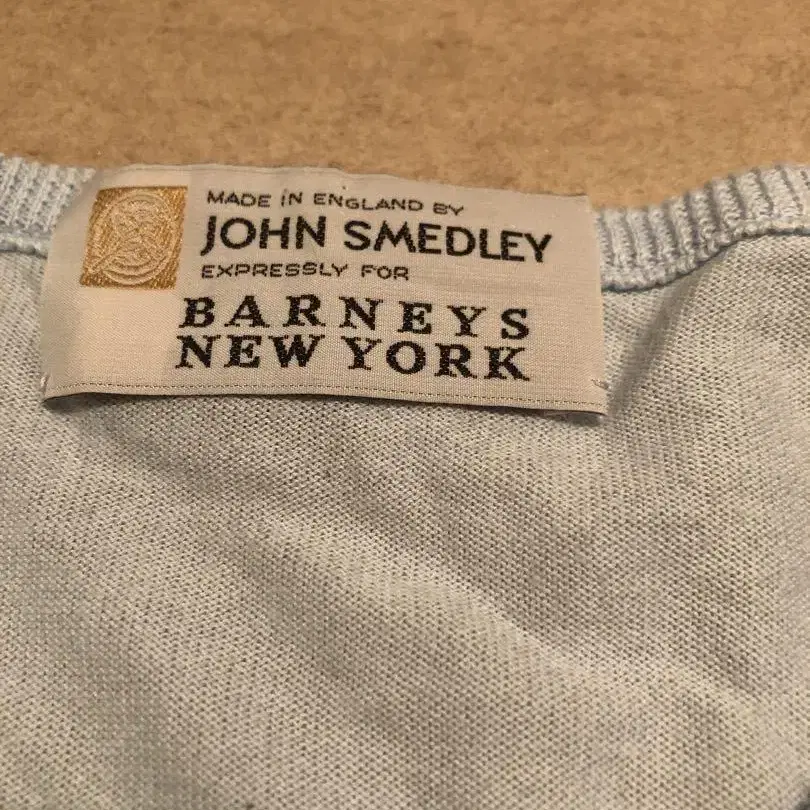 MADE IN ENGLAND BY
JOHN SMEDLEY
EXPRESSLY FOR
BARNEYS
NEW YORK